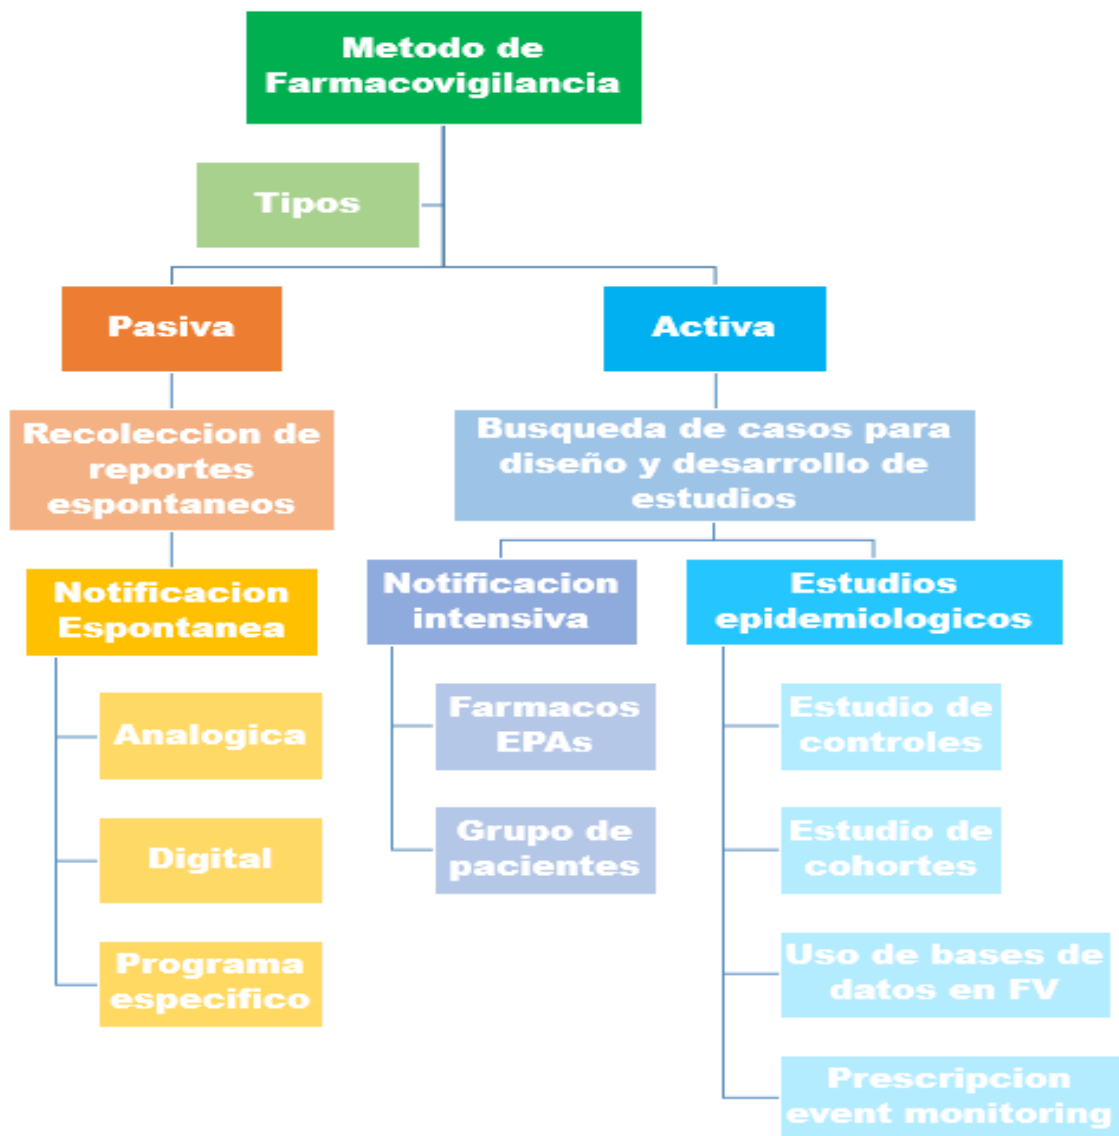 Metodo de
Farmacovigilancia
Tipos
Pasiva
Activa
Recoleccion de
reportes
espontaneos
Busqueda de casos para
diseño y desarrollo de
estudios
Notificacion
Espontanea
Notificacion
intensiva
Estudios
epidemiologicos
Analogica
Digital
Programa
especifico
Farmacos
EPAs
Grupo de
pacientes
Estudio de
controles
Estudio de
cohortes
Uso de bases de
datos en FV
Prescripcion
event monitoring